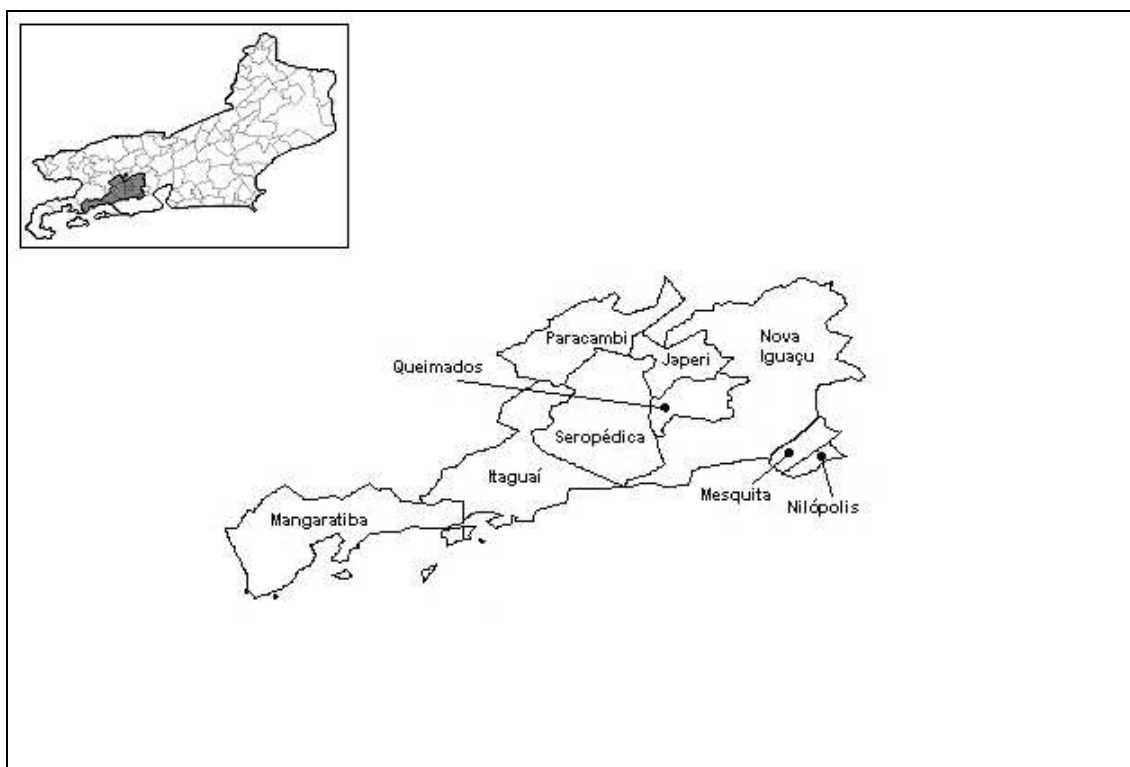 Paracambi
Nova
Iguaçu
Queimados
Japeri
Seropédica
Itaguaí
Mesquita
Nilópolis
Mangaratiba